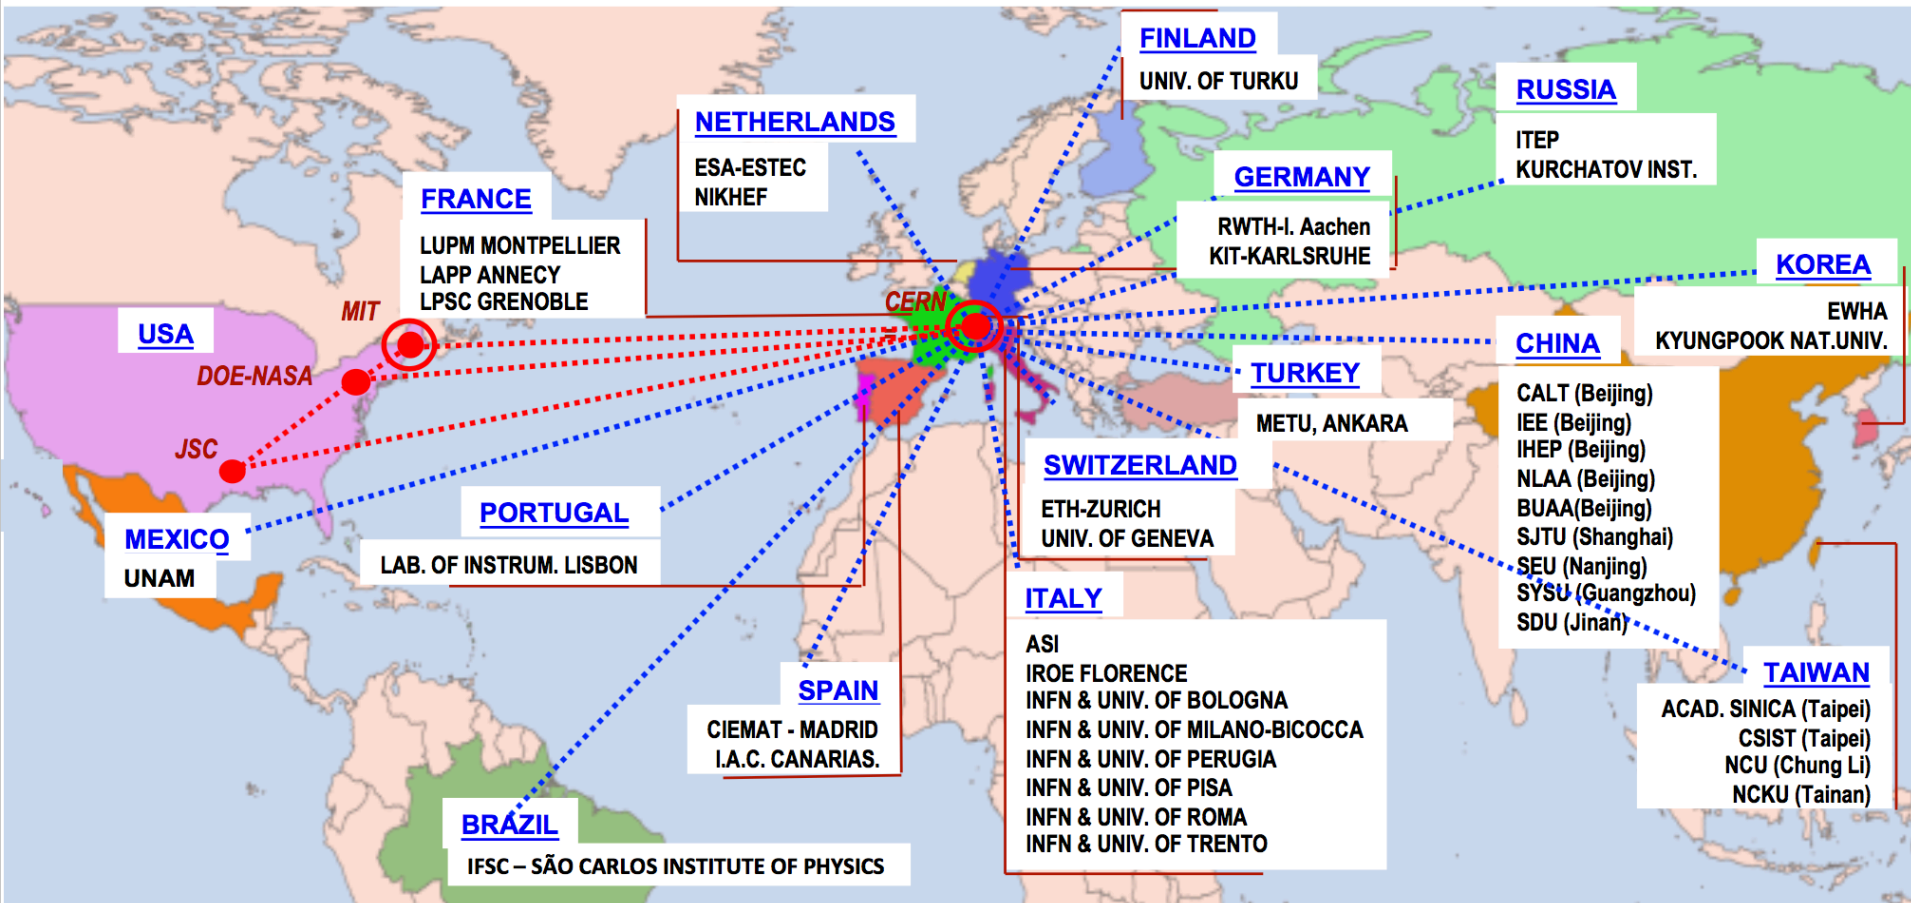 FINLAND
UNIV. OF TURKU
RUSSIA
ITEP
KURCHATOV INST.
NETHERLANDS
ESA-ESTEC
NIKHEF
GERMANY
RWTH-I. Aachen
KIT-KARLSRUHE
FRANCE
LUPM MONTPELLIER
LAPP ANNECY
LPSC GRENOBLE
KOREA
EWHA
KYUNGPOOK NAT.UNIV.
USA
MIT
CERN
DOE-NASA
JSC
CHINA
CALT (Beijing)
IEE (Beijing)
IHEP (Beijing)
NLAA (Beijing)
BUAA(Beijing)
SJTU (Shanghai)
SEU (Nanjing)
SYSU (Guangzhou)
SDU (Jinan)
TURKEY
METU, ANKARA
SWITZERLAND
ETH-ZURICH
UNIV. OF GENEVA
PORTUGAL
LAB. OF INSTRUM. LISBON
MEXICO
UNAM
ITALY
ASI
IROE FLORENCE
INFN & UNIV. OF BOLOGNA
INFN & UNIV. OF MILANO-BICOCCA
INFN & UNIV. OF PERUGIA
INFN & UNIV. OF PISA
INFN & UNIV. OF ROMA
INFN & UNIV. OF TRENTO
SPAIN
CIEMAT - MADRID
I.A.C. CANARIAS.
TAIWAN
ACAD. SINICA (Taipei)
CSIST (Taipei)
NCU (Chung Li)
NCKU (Tainan)
BRAZIL
IFSC – SÃO CARLOS INSTITUTE OF PHYSICS